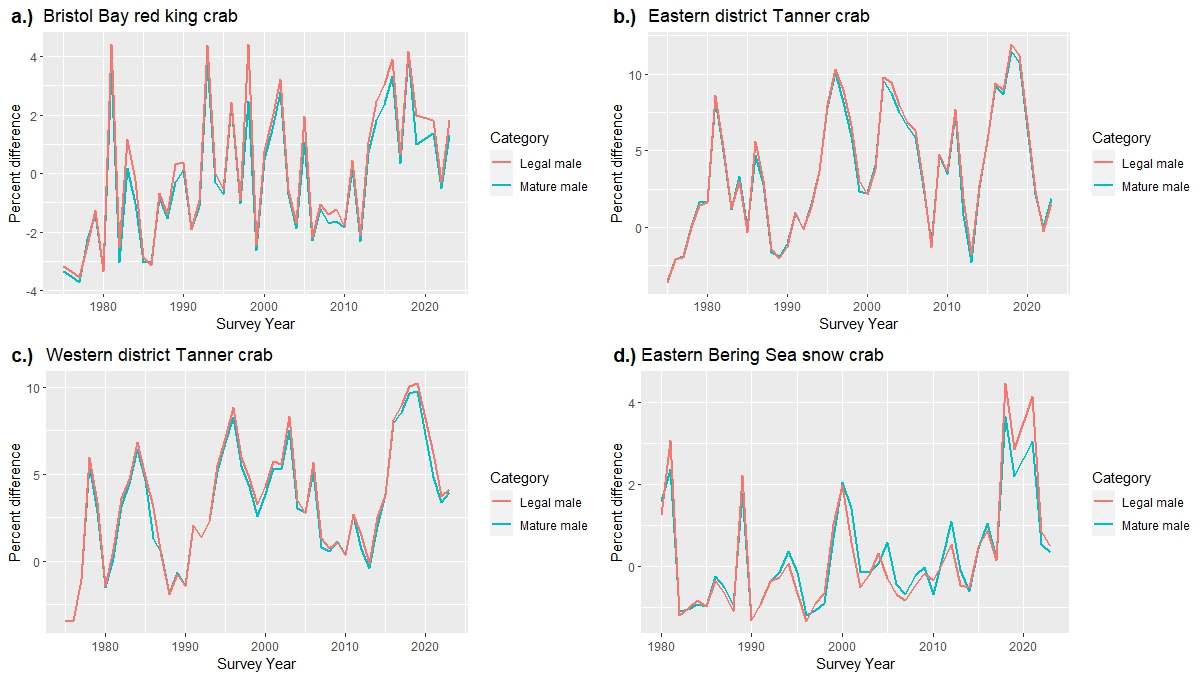 a.) Bristol Bay red king crab
Percent difference
4
2
0
-2
-4
1980 1990 2000 2010 2020
Survey Year
Category
Legal male
Mature male
b.) Eastern district Tanner crab
Percent difference
10
5
0
1980 1990 2000 2010 2020
Survey Year
Category
Legal male
Mature male
c.) Western district Tanner crab
Percent difference
10
5
0
1980 1990 2000 2010 2020
Survey Year
Category
Legal male
Mature male
d.) Eastern Bering Sea snow crab
Percent difference
4
2
0
1980 1990 2000 2010 2020
Survey Year
Category
Legal male
Mature male